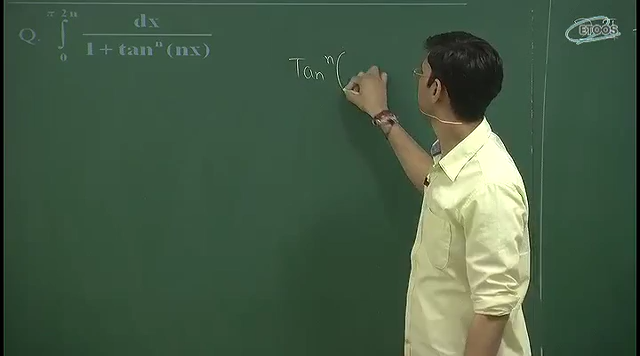 Q. ∫₀^{π/2n} dx / (1 + tanⁿ(nx))
Tanⁿ(
ETOOS